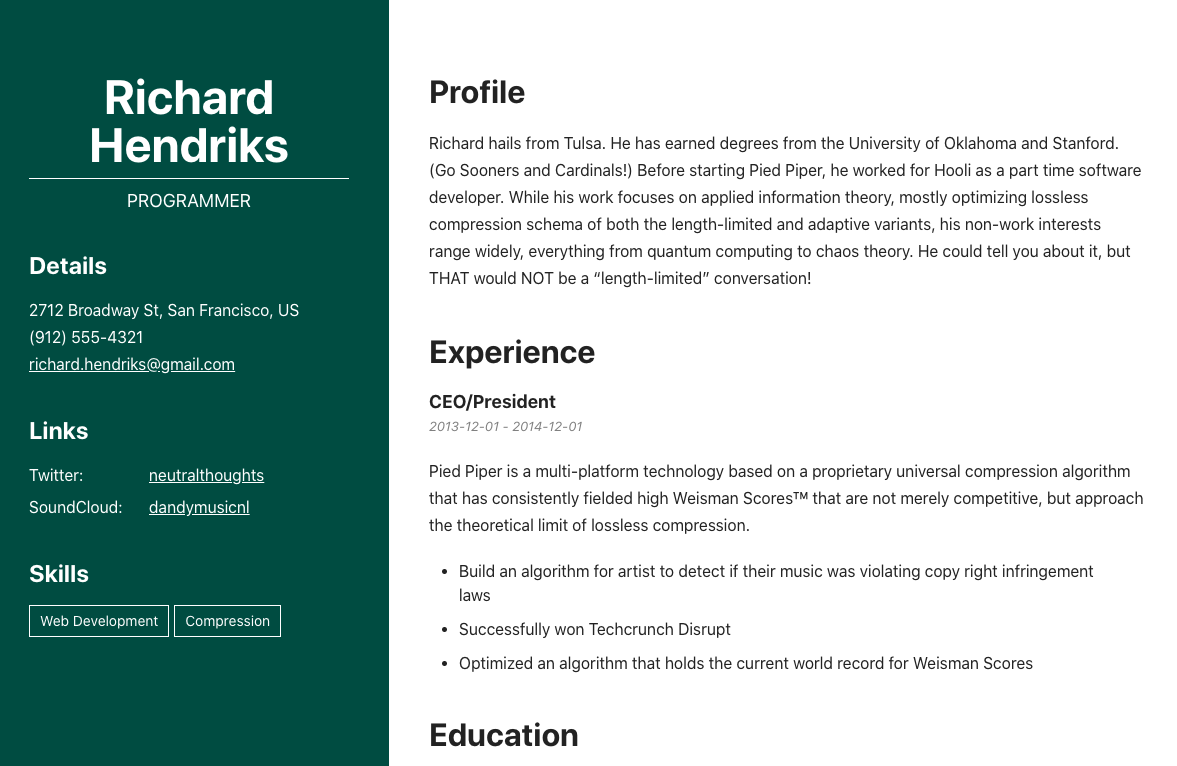 Richard
Hendriks
PROGRAMMER
Details
2712 Broadway St, San Francisco, US
(912) 555-4321
richard.hendriks@gmail.com
Links
Twitter: neutralthoughts
SoundCloud: dandymusicnl
Skills
Web Development Compression
Profile
Richard hails from Tulsa. He has earned degrees from the University of Oklahoma and Stanford.
(Go Sooners and Cardinals!) Before starting Pied Piper, he worked for Hooli as a part time software
developer. While his work focuses on applied information theory, mostly optimizing lossless
compression schema of both the length-limited and adaptive variants, his non-work interests
range widely, everything from quantum computing to chaos theory. He could tell you about it, but
THAT would NOT be a “length-limited” conversation!
Experience
CEO/President
2013-12-01 - 2014-12-01
Pied Piper is a multi-platform technology based on a proprietary universal compression algorithm
that has consistently fielded high Weisman Scores™ that are not merely competitive, but approach
the theoretical limit of lossless compression.
• Build an algorithm for artist to detect if their music was violating copy right infringement
laws
• Successfully won Techcrunch Disrupt
• Optimized an algorithm that holds the current world record for Weisman Scores
Education